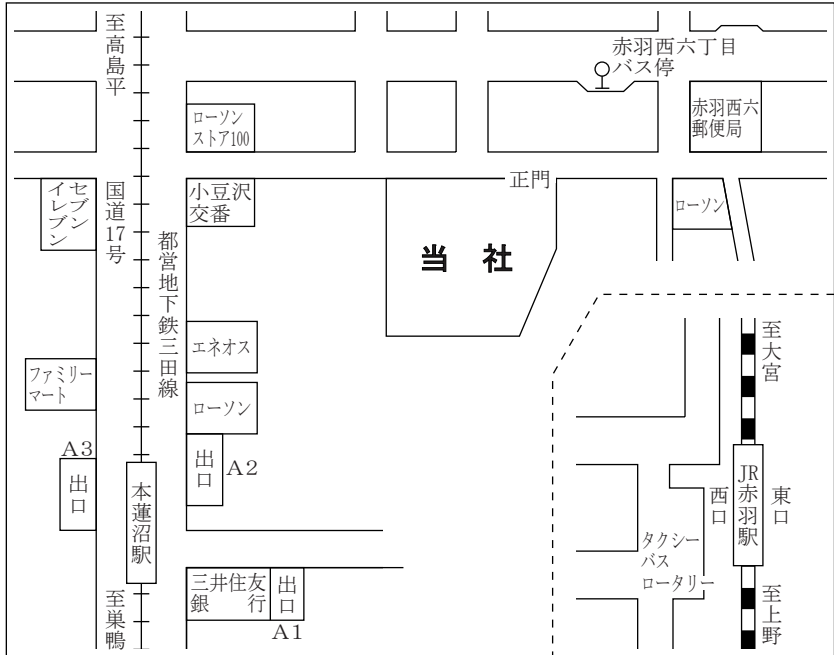 至高島平
赤羽西六丁目
バス停
ローソン
ストア100
赤羽西六
郵便局
セブン
イレブン
国道17号
小豆沢
交番
正門
ローソン
都営地下鉄三田線
当 社
エネオス
至大宮
ファミリー
マート
ローソン
A3
出口
A2
出口
本蓮沼駅
西口
JR赤羽駅
東口
タクシー
バス
ロータリー
三井住友
銀 行
出口
A1
至巣鴨
至上野